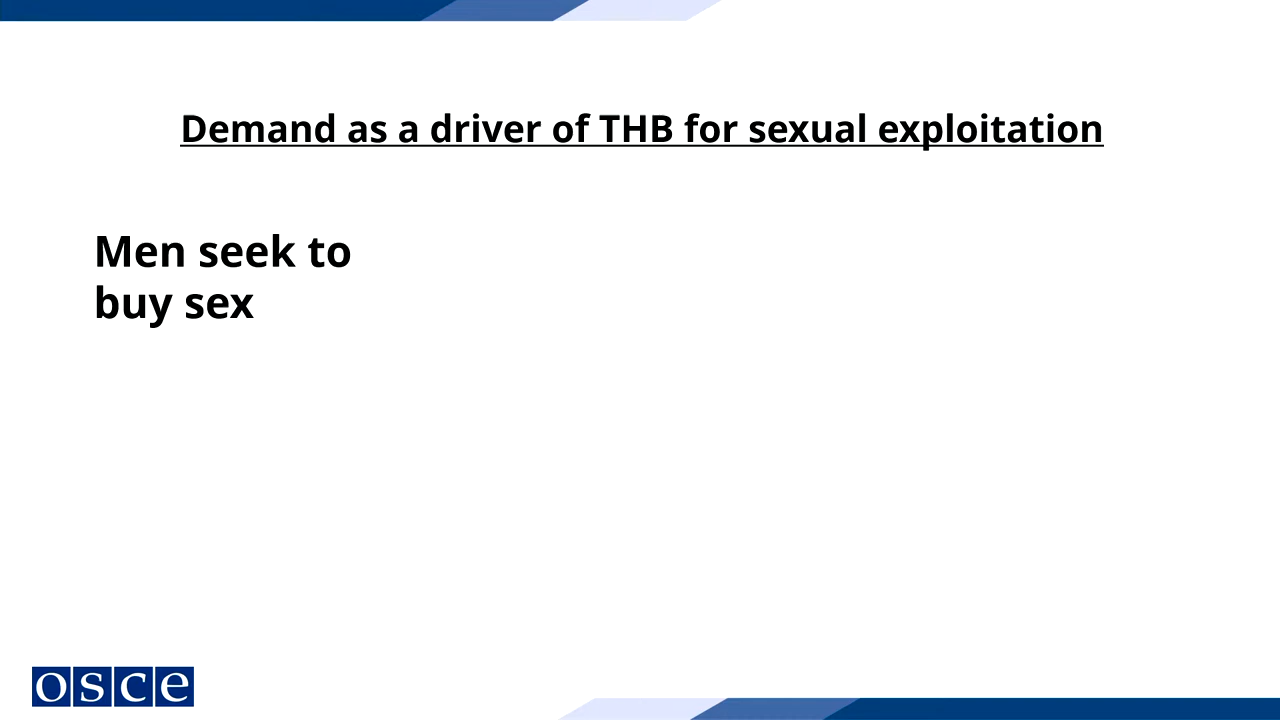 Demand as a driver of THB for sexual exploitation
Men seek to
buy sex
osce